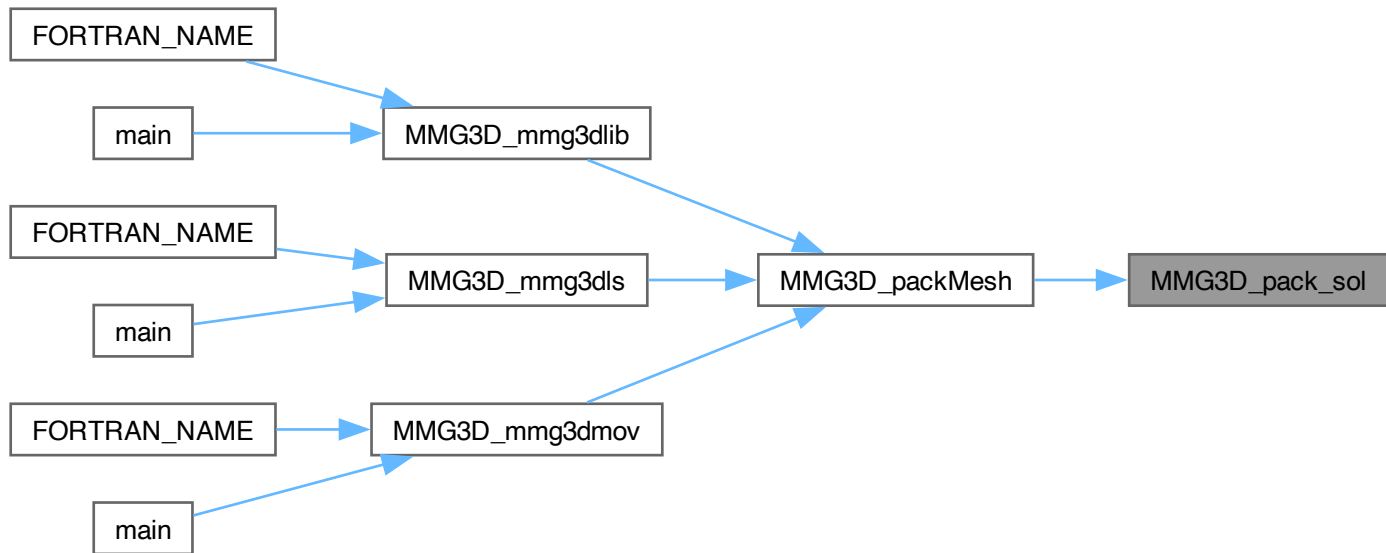 FORTRAN_NAME
main
MMG3D_mmg3dlib
FORTRAN_NAME
MMG3D_mmg3dls
MMG3D_packMesh
MMG3D_pack_sol
main
FORTRAN_NAME
MMG3D_mmg3dmov
main